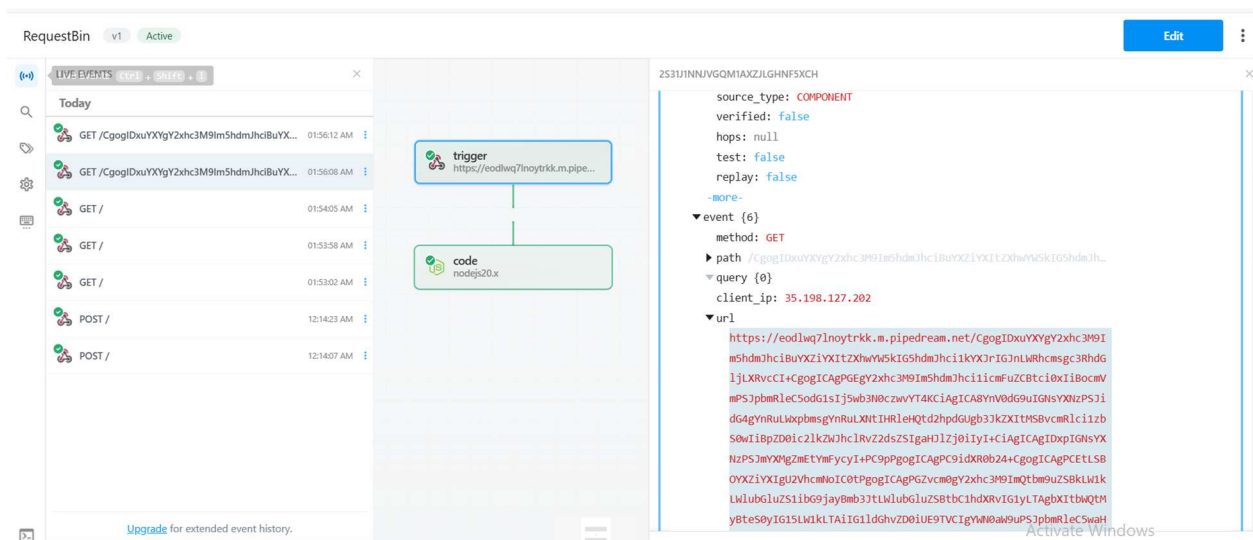 RequestBin v1 Active
Edit
LIVE EVENTS Ctrl + Shift + 1
Today
GET /CgogIDxuYXYgY2xhc3M9Im5hdmJhciBuYX... 01:56:12 AM
GET /CgogIDxuYXYgY2xhc3M9Im5hdmJhciBuYX... 01:56:08 AM
GET / 01:54:05 AM
GET / 01:53:58 AM
GET / 01:53:02 AM
POST / 12:14:23 AM
POST / 12:14:07 AM
Upgrade for extended event history.
trigger
https://eodlwq7lnoytrkk.m.pipe...
code
nodejs20.x
2S31J1NNJVGQM1AXZJLGHNF5XCH
source_type: COMPONENT
verified: false
hops: null
test: false
replay: false
-more-
event {6}
method: GET
path /CgogIDxuYXYgY2xhc3M9Im5hdmJhciBuYXZiYXItZXhwYW5kIG5hdmJh...
query {0}
client_ip: 35.198.127.202
url
https://eodlwq7lnoytrkk.m.pipedream.net/CgogIDxuYXYgY2xhc3M9I
m5hdmJhciBuYXZiYXItZXhwYW5kIG5hdmJhci1kYXJrIGJnLWRhcmsgc3RhdG
ljLXRvcCI+CgogICAgPGEgY2xhc3M9Im5hdmJhci1icmFuZCBtci0xIiBocmV
mPSJpbmRleC5odG1sIj5wb3N0czwvYT4KCiAgICA8YnV0dG9uIGNsYXNzPSJi
dG4gYnRuLWxpbmsgYnRuLXNtIHRleHQtd2hpdGUgb3JkZXItMSBvcmRlci1zb
S0wIiBpZD0ic2lkZWJhclRvZ2dsZSIgaHJlZj0iIyI+CiAgICAgIDxpIGNsYX
NzPSJmYXMgZmEtYmFycyI+PC9pPgogICAgPC9idXR0b24+CgogICAgPCEtLSB
OYXZiYXIgU2VhcmNoIC0tPgogICAgPGZvcm0gY2xhc3M9ImQtbm9uZSBkLW1k
LWlubGluZS1ibG9jayBmb3JtLWlubGluZSBtbC1hdXRvIG1yLTAgbXItbWQtM
yBteS0yIG15LW1kLTAiIG1ldGhvZD0iUE9TVCIgYWN0aW9uPSJpbmRleC5waH
Activate Windows